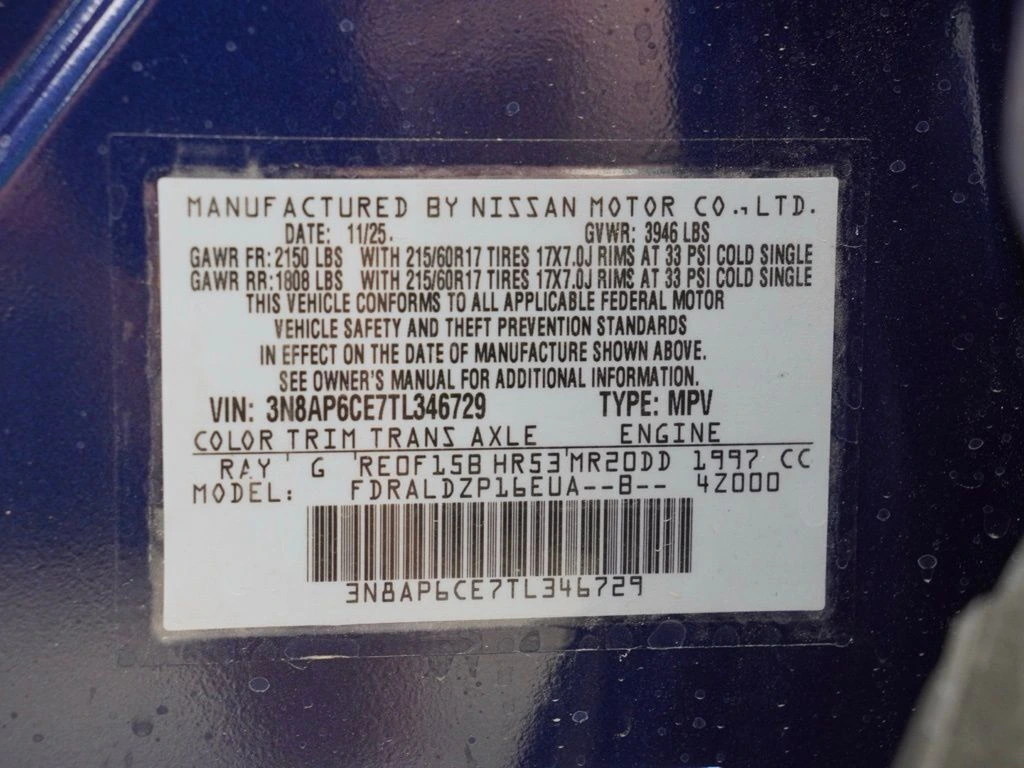 MANUFACTURED BY NISSAN MOTOR CO., LTD.
DATE: 11/25 GVWR: 3946 LBS
GAWR FR: 2150 LBS WITH 215/60R17 TIRES 17X7.0J RIMS AT 33 PSI COLD SINGLE
GAWR RR: 1808 LBS WITH 215/60R17 TIRES 17X7.0J RIMS AT 33 PSI COLD SINGLE
THIS VEHICLE CONFORMS TO ALL APPLICABLE FEDERAL MOTOR
VEHICLE SAFETY AND THEFT PREVENTION STANDARDS
IN EFFECT ON THE DATE OF MANUFACTURE SHOWN ABOVE.
SEE OWNER'S MANUAL FOR ADDITIONAL INFORMATION.
VIN: 3N8AP6CE7TL346729 TYPE: MPV
COLOR TRIM TRANS AXLE ENGINE
RAY ' G 'RE0F15B HR53'MR20DD 1997 CC
MODEL: FDRALDZP16EUA--B-- 4Z000
3N8AP6CE7TL346729